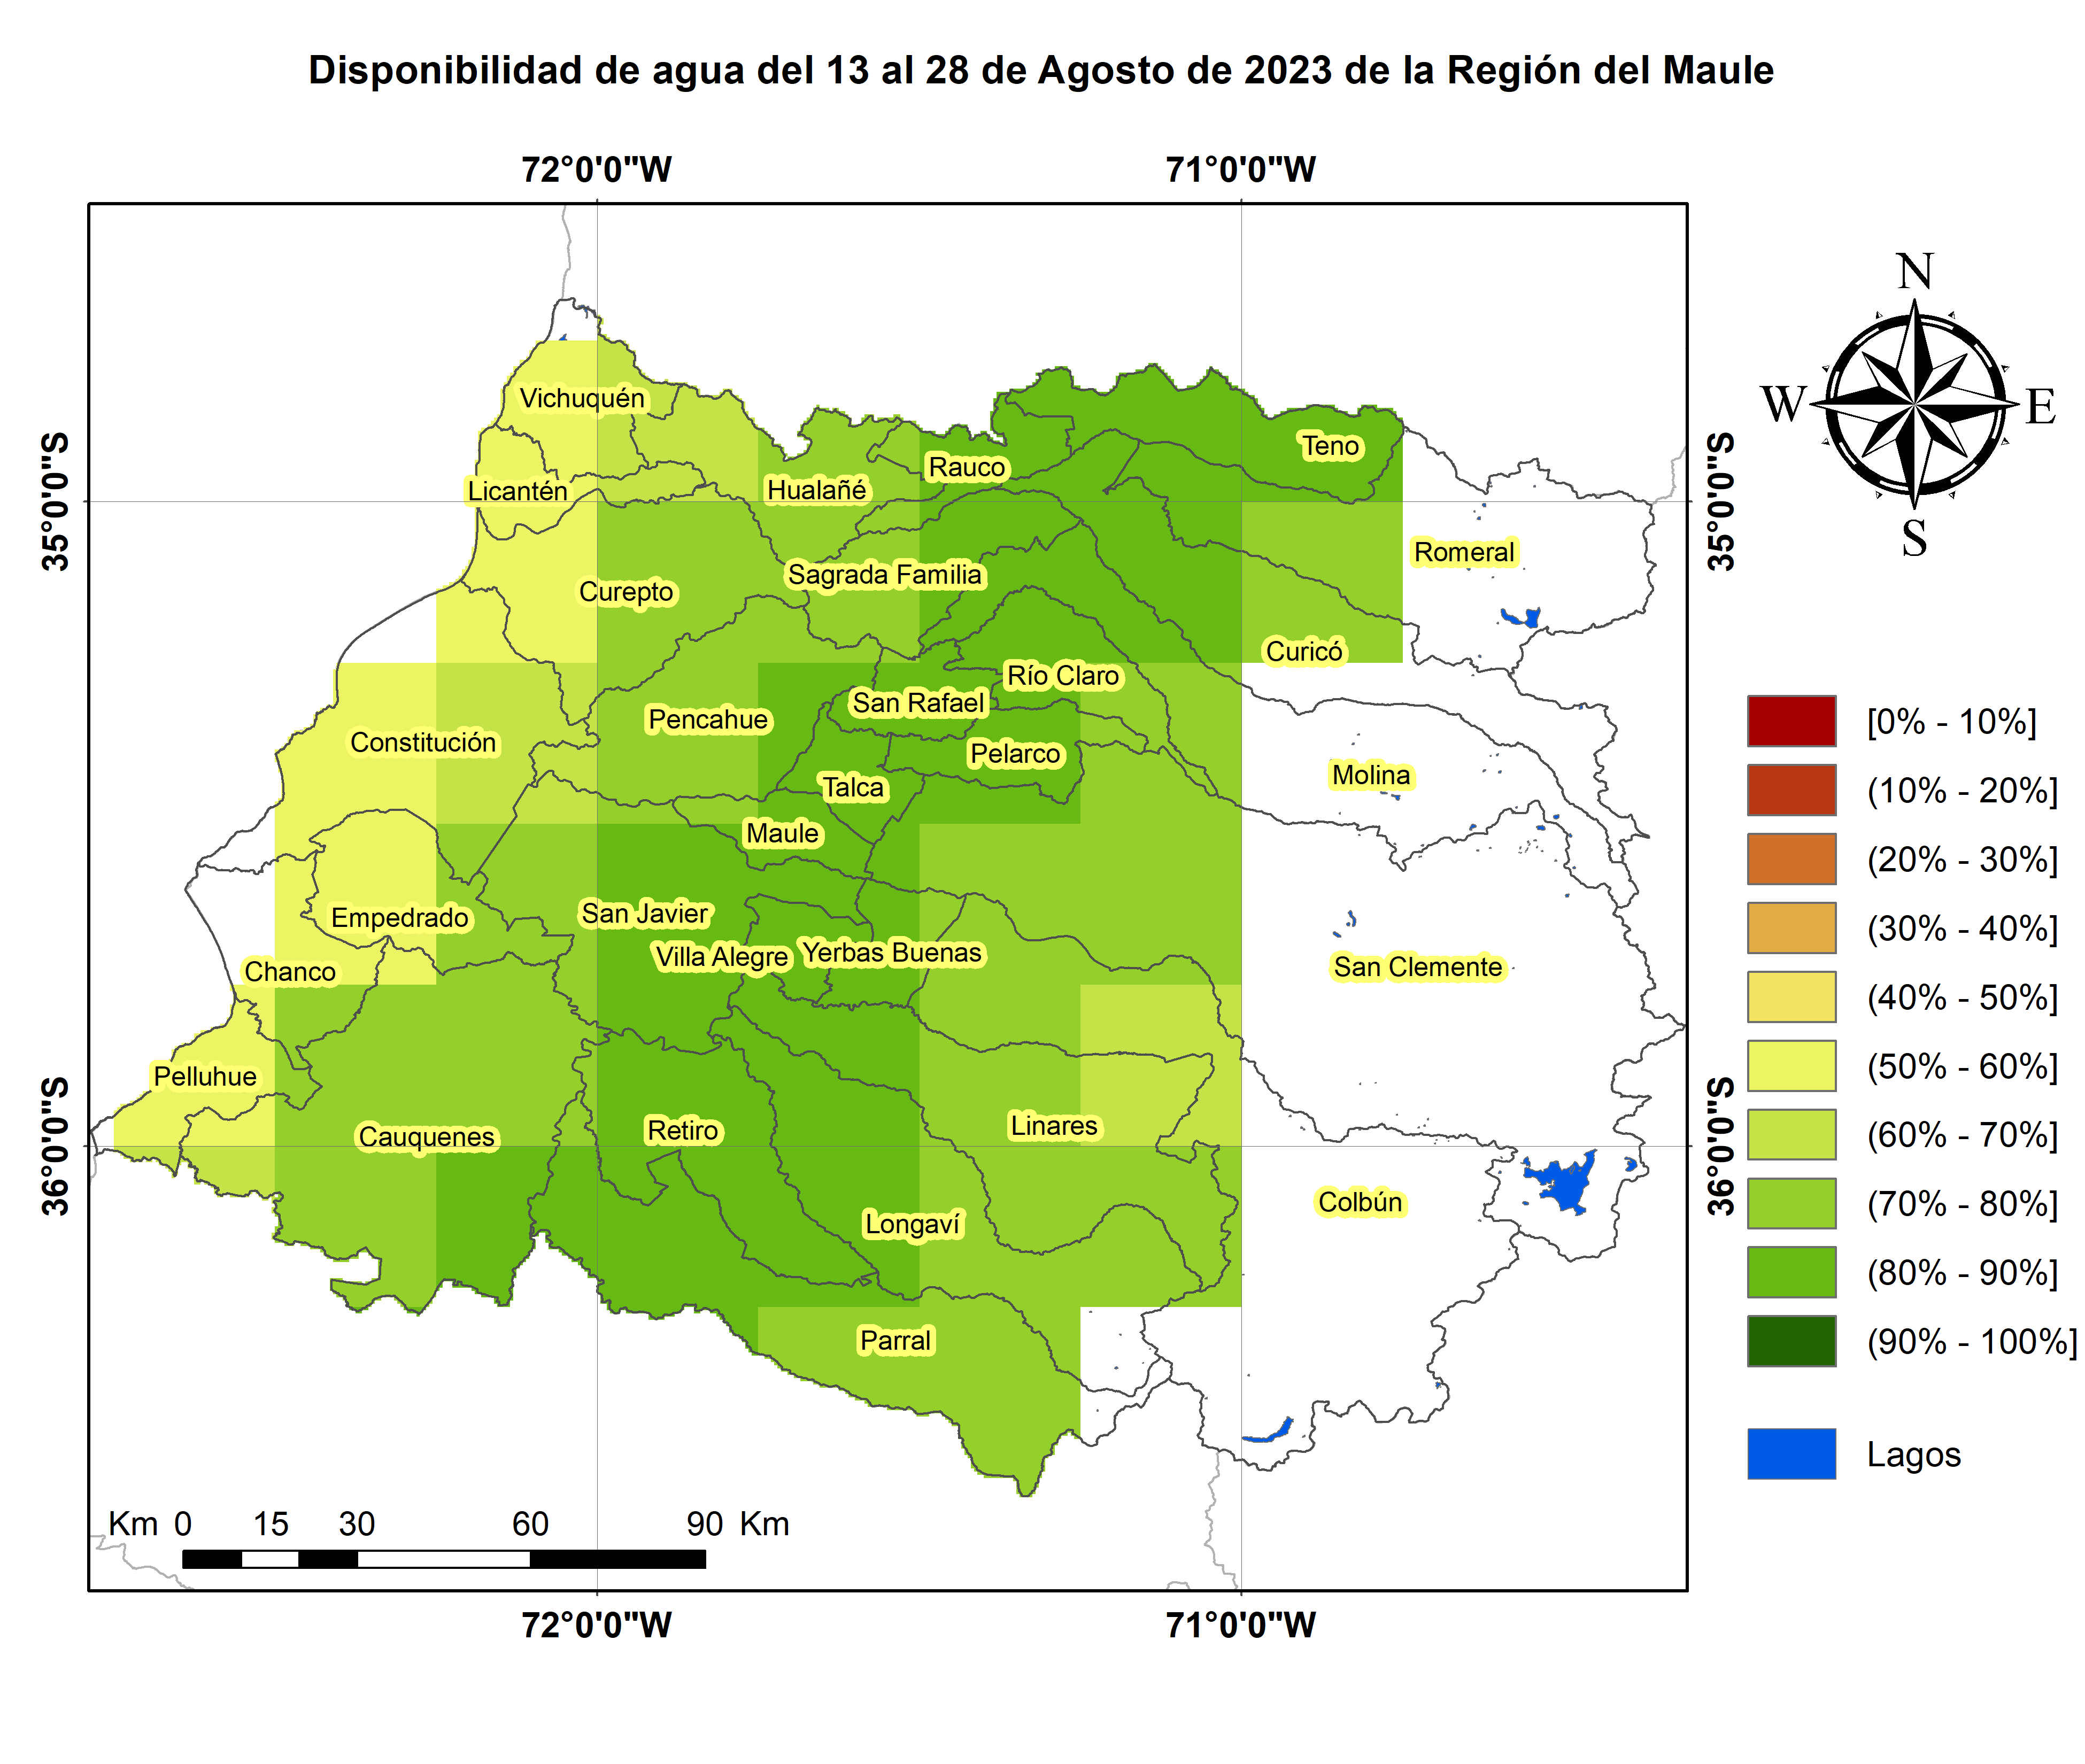 Disponibilidad de agua del 13 al 28 de Agosto de 2023 de la Región del Maule
72°0'0"W
71°0'0"W
N
W
E
S
35°0'0"S
35°0'0"S
36°0'0"S
36°0'0"S
Vichuquén
Teno
Rauco
Licantén
Hualañé
Romeral
Sagrada Familia
Curepto
Curicó
Río Claro
San Rafael
Pencahue
Constitución
Pelarco
Molina
Talca
Maule
San Javier
Empedrado
Villa Alegre
Yerbas Buenas
San Clemente
Chanco
Pelluhue
Linares
Retiro
Cauquenes
Colbún
Longaví
Parral
[0% - 10%]
(10% - 20%]
(20% - 30%]
(30% - 40%]
(40% - 50%]
(50% - 60%]
(60% - 70%]
(70% - 80%]
(80% - 90%]
(90% - 100%]
Lagos
Km 0 15 30 60 90 Km
72°0'0"W
71°0'0"W